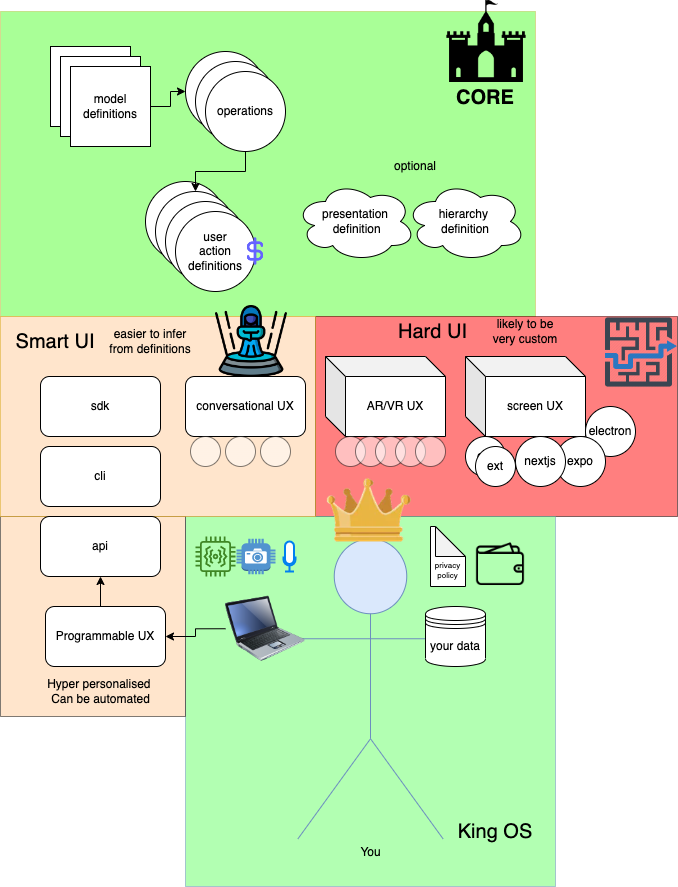 CORE
model
definitions
operations
optional
user
action
definitions
$
presentation
definition
hierarchy
definition
Smart UI
easier to infer
from definitions
Hard UI
likely to be
very custom
sdk
conversational UX
AR/VR UX
screen UX
electron
ext
nextjs
expo
cli
api
{·}
privacy
policy
Programmable UX
your data
Hyper personalised
Can be automated
King OS
You